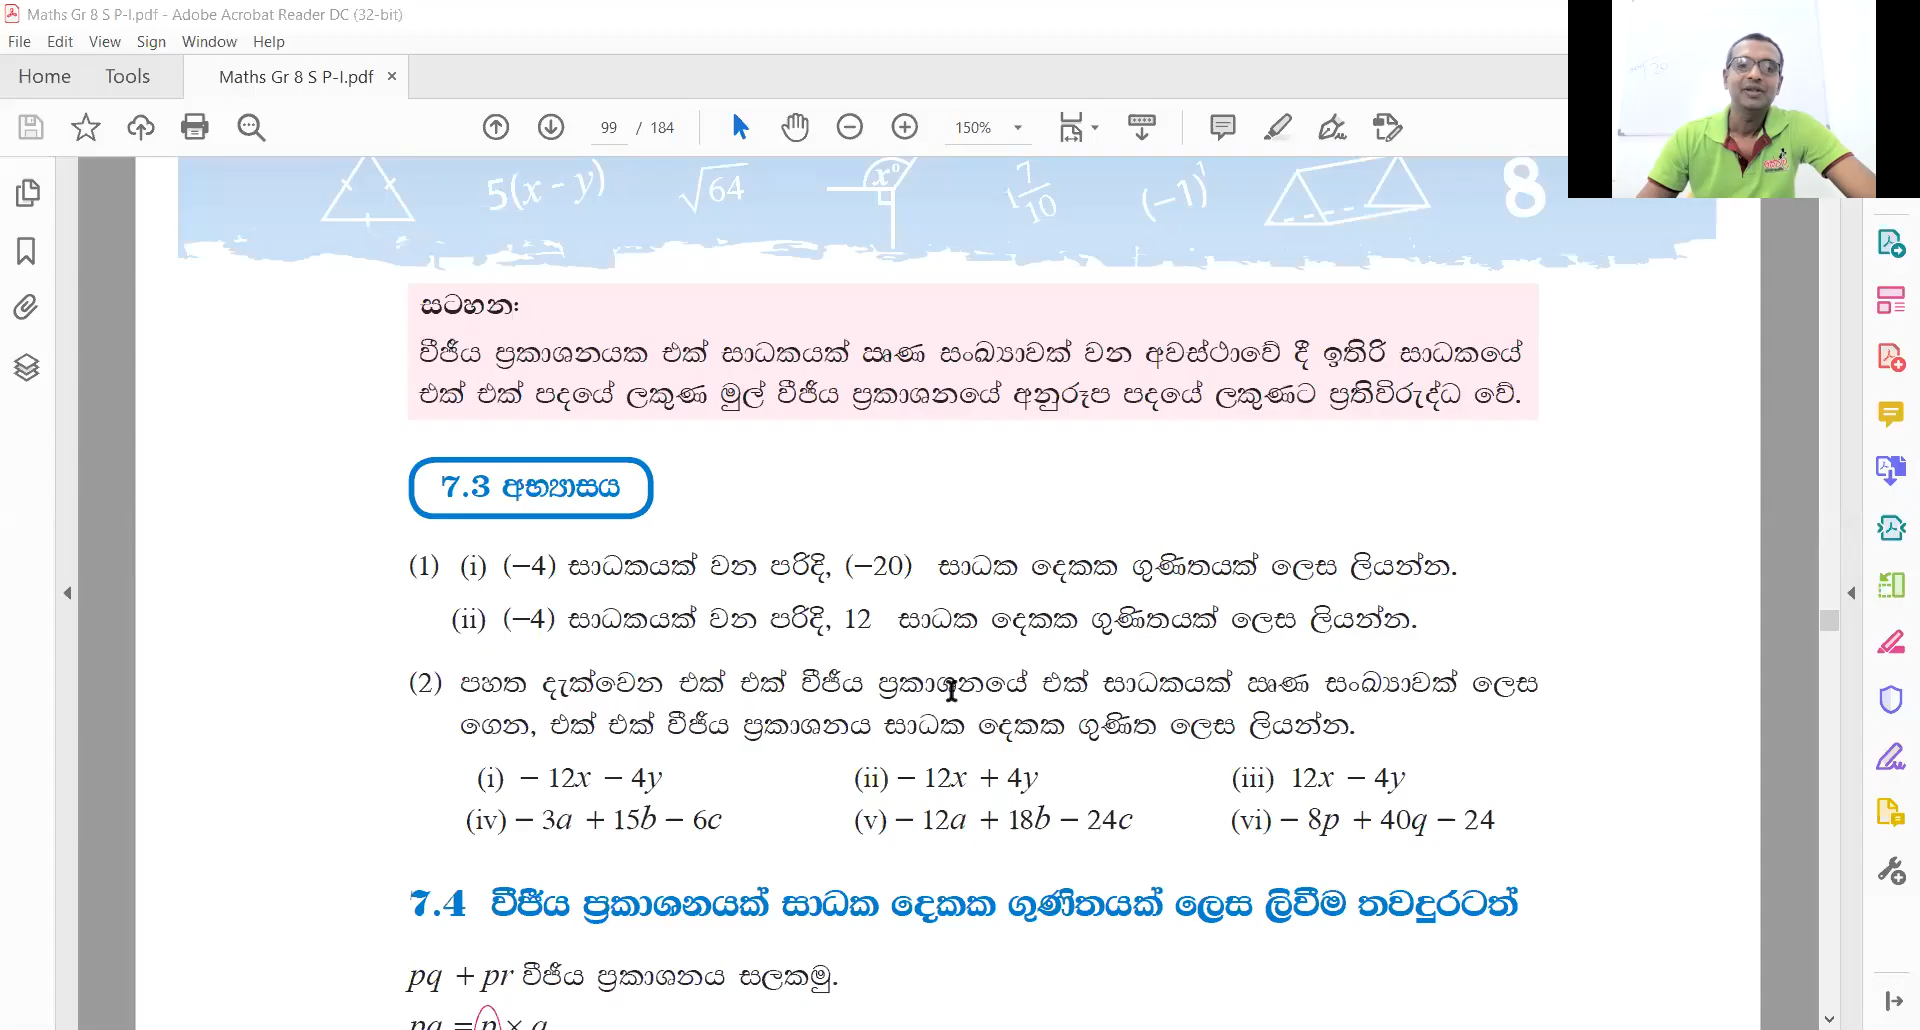 Maths Gr 8 S P-I.pdf - Adobe Acrobat Reader DC (32-bit)
File Edit View Sign Window Help
Home Tools Maths Gr 8 S P-I.pdf ×
99 / 184 150%
5(x − y) √64 x° 1 7/10 (−1) 8
සටහන:
වීජීය ප්‍රකාශනයක එක් සාධකයක් ඍණ සංඛ්‍යාවක් වන අවස්ථාවේ දී ඉතිරි සාධකයේ
එක් එක් පදයේ ලකුණ මුල් වීජීය ප්‍රකාශනයේ අනුරූප පදයේ ලකුණට ප්‍රතිවිරුද්ධ වේ.
7.3 අභ්‍යාසය
(1) (i) (−4) සාධකයක් වන පරිදි, (−20) සාධක දෙකක ගුණිතයක් ලෙස ලියන්න.
(ii) (−4) සාධකයක් වන පරිදි, 12 සාධක දෙකක ගුණිතයක් ලෙස ලියන්න.
(2) පහත දැක්වෙන එක් එක් වීජීය ප්‍රකාශනයේ එක් සාධකයක් ඍණ සංඛ්‍යාවක් ලෙස
ගෙන, එක් එක් වීජීය ප්‍රකාශනය සාධක දෙකක ගුණිත ලෙස ලියන්න.
(i) − 12x − 4y (ii) − 12x + 4y (iii) 12x − 4y
(iv) − 3a + 15b − 6c (v) − 12a + 18b − 24c (vi) − 8p + 40q − 24
7.4 වීජීය ප්‍රකාශනයක් සාධක දෙකක ගුණිතයක් ලෙස ලිවීම තවදුරටත්
pq + pr වීජීය ප්‍රකාශනය සලකමු.
pq = p × q